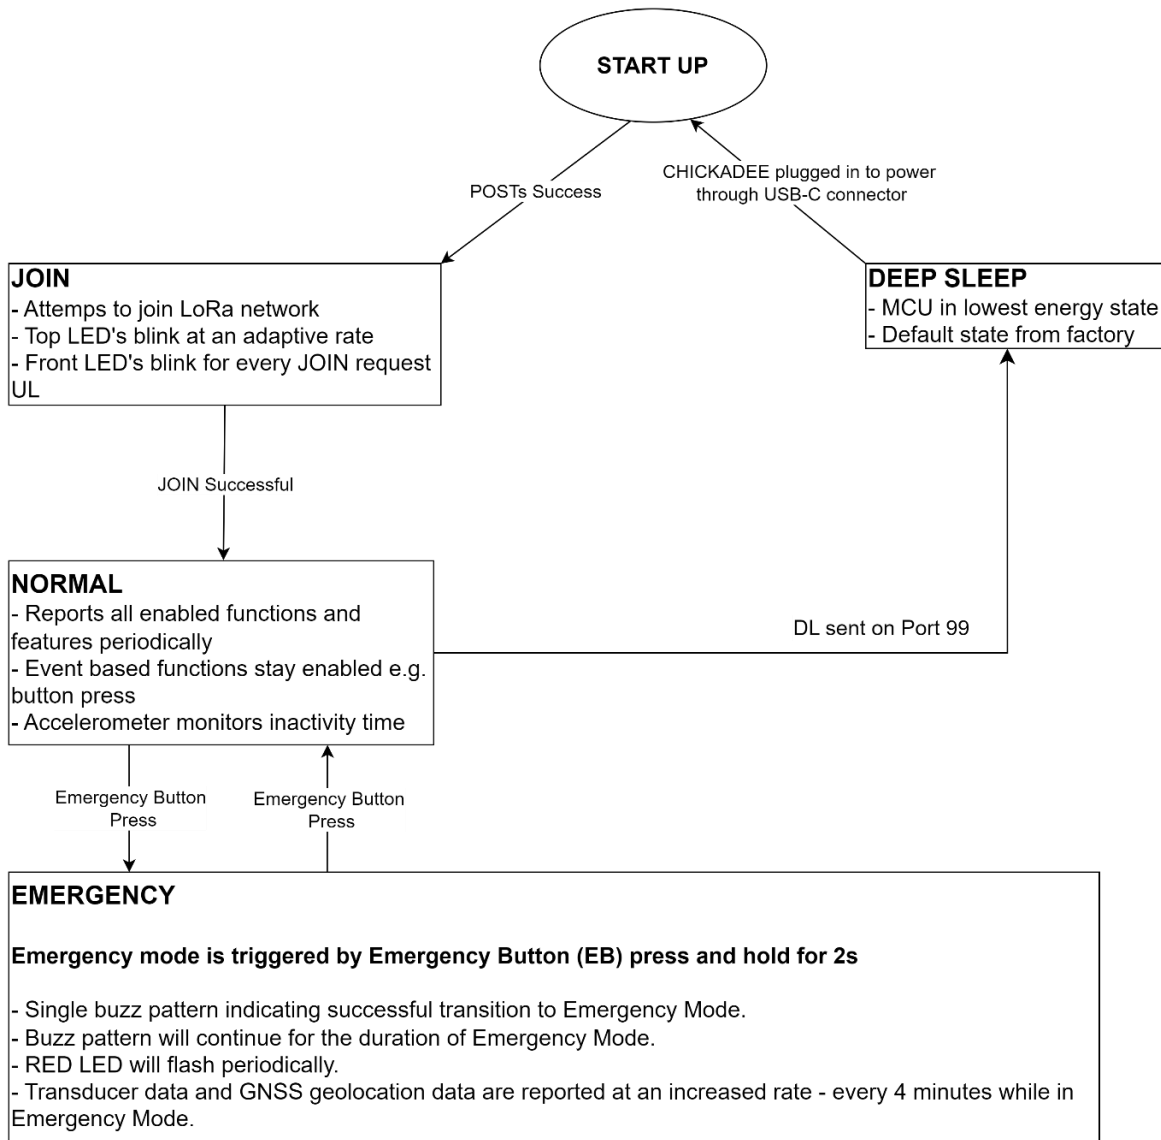 START UP
POSTs Success
CHICKADEE plugged in to power
through USB-C connector
JOIN
- Attemps to join LoRa network
- Top LED's blink at an adaptive rate
- Front LED's blink for every JOIN request
UL
DEEP SLEEP
- MCU in lowest energy state
- Default state from factory
JOIN Successful
NORMAL
- Reports all enabled functions and
features periodically
- Event based functions stay enabled e.g.
button press
- Accelerometer monitors inactivity time
DL sent on Port 99
Emergency Button
Press
Emergency Button
Press
EMERGENCY
Emergency mode is triggered by Emergency Button (EB) press and hold for 2s
- Single buzz pattern indicating successful transition to Emergency Mode.
- Buzz pattern will continue for the duration of Emergency Mode.
- RED LED will flash periodically.
- Transducer data and GNSS geolocation data are reported at an increased rate - every 4 minutes while in
Emergency Mode.